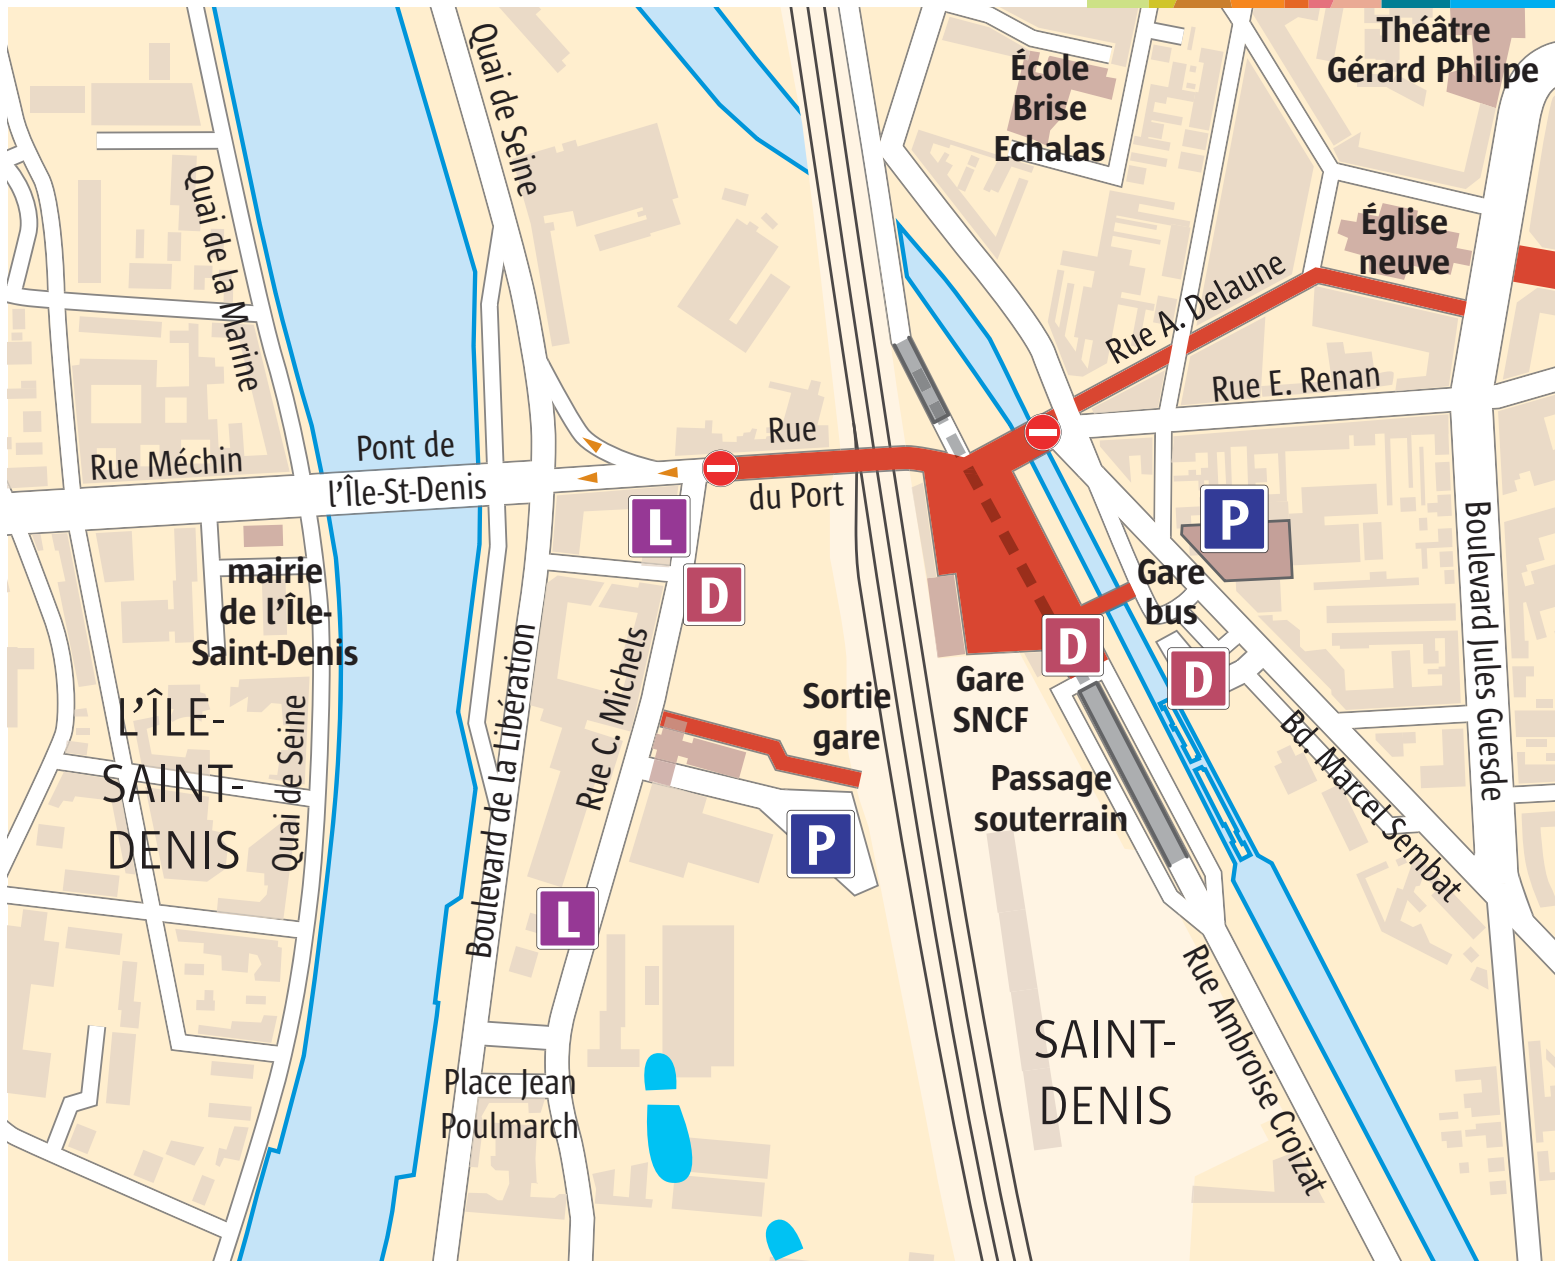 Théâtre
Gérard Philipe
École
Brise
Echalas
Quai de Seine
Quai de la Marine
Église
neuve
Rue A. Delaune
Rue E. Renan
Rue Méchin
Pont de
l'Île-St-Denis
Rue
du Port
L
P
D
mairie
de l'Île-
Saint-Denis
Gare
bus
D
D
Boulevard Jules Guesde
L'ÎLE-
SAINT-
DENIS
Quai de Seine
Boulevard de la Libération
Rue C. Michels
Sortie
gare
Gare
SNCF
Passage
souterrain
Bd. Marcel Sembat
P
L
Rue Ambroise Croizat
SAINT-
DENIS
Place Jean
Poulmarch